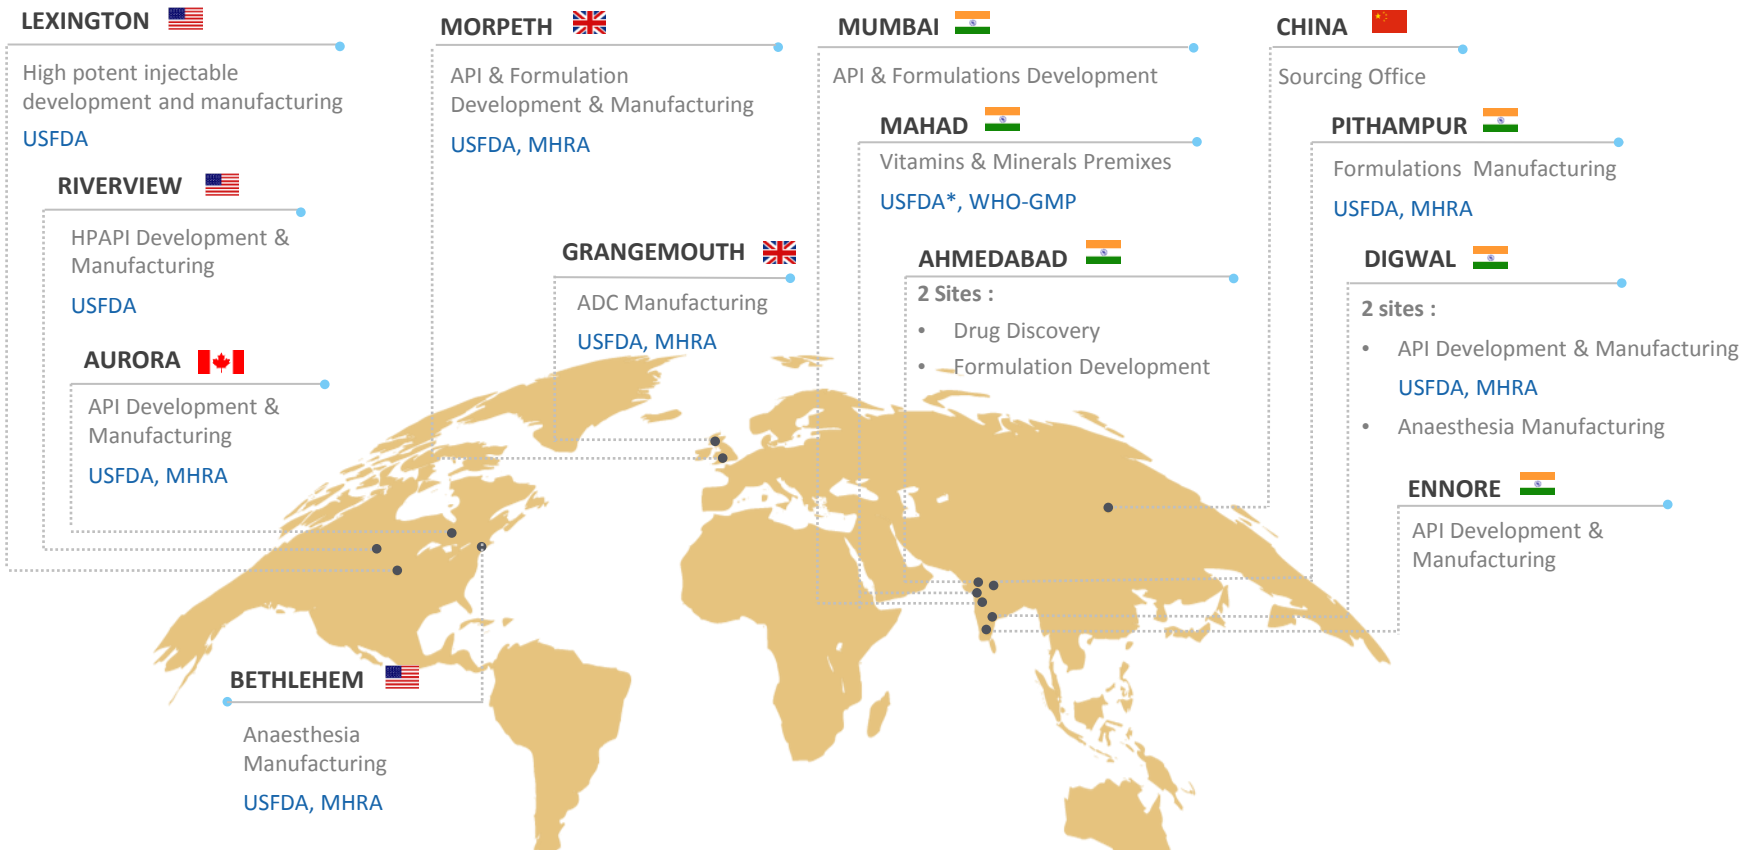 LEXINGTON
High potent injectable
development and manufacturing
USFDA
RIVERVIEW
HPAPI Development &
Manufacturing
USFDA
AURORA
API Development &
Manufacturing
USFDA, MHRA
BETHLEHEM
Anaesthesia
Manufacturing
USFDA, MHRA
MORPETH
API & Formulation
Development & Manufacturing
USFDA, MHRA
GRANGEMOUTH
ADC Manufacturing
USFDA, MHRA
MUMBAI
API & Formulations Development
MAHAD
Vitamins & Minerals Premixes
USFDA*, WHO-GMP
AHMEDABAD
2 Sites :
• Drug Discovery
• Formulation Development
CHINA
Sourcing Office
PITHAMPUR
Formulations Manufacturing
USFDA, MHRA
DIGWAL
2 sites :
• API Development & Manufacturing
USFDA, MHRA
• Anaesthesia Manufacturing
ENNORE
API Development &
Manufacturing